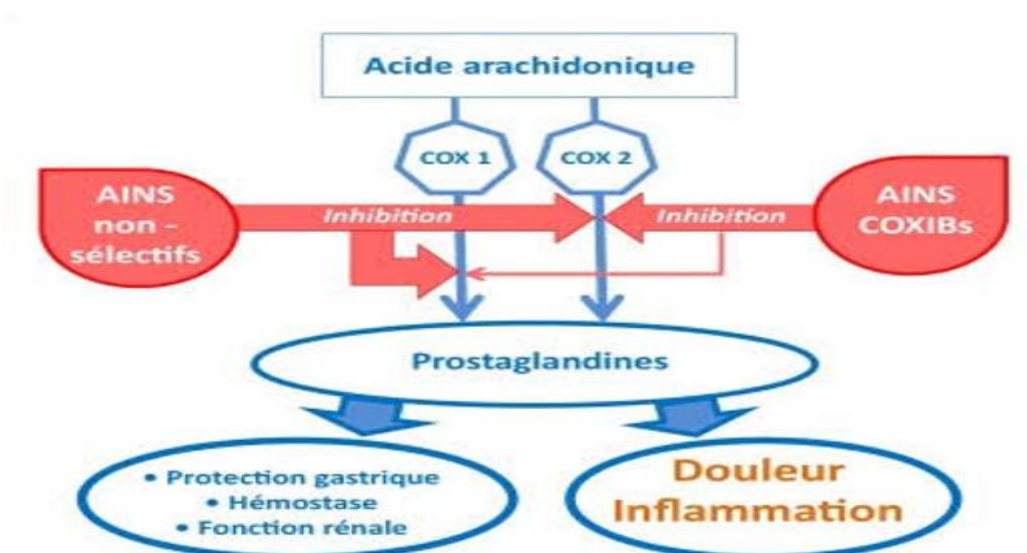 Acide arachidonique
COX 1
COX 2
AINS
non -
sélectifs
Inhibition
Inhibition
AINS
COXIBs
Prostaglandines
• Protection gastrique
• Hémostase
• Fonction rénale
Douleur
Inflammation